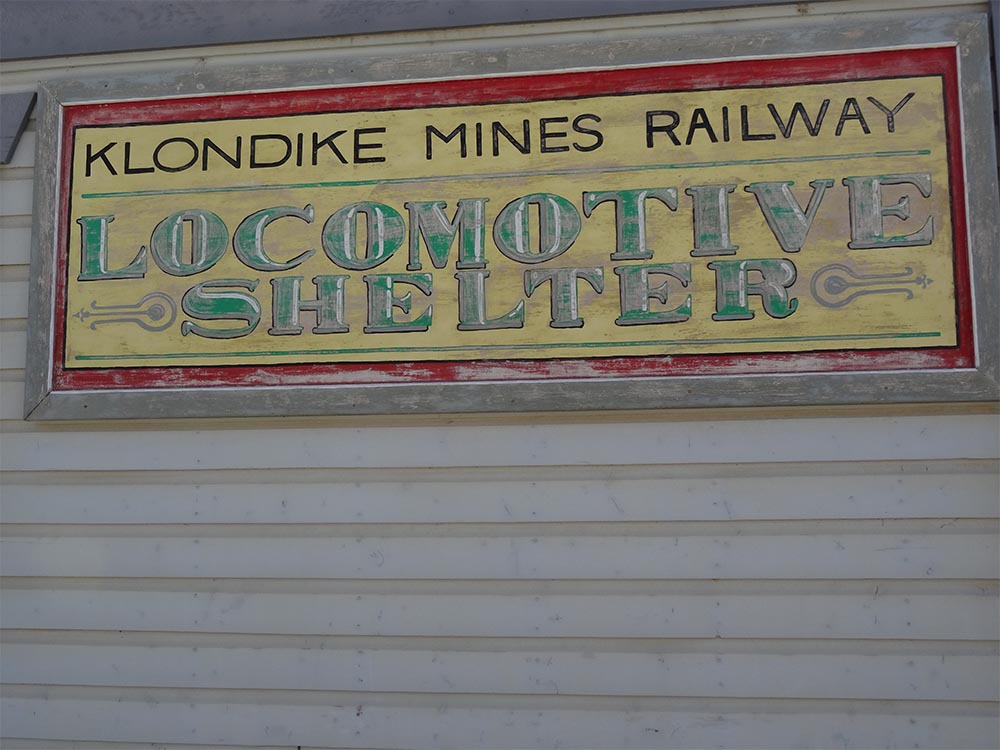 KLONDIKE MINES RAILWAY
LOCOMOTIVE
SHELTER